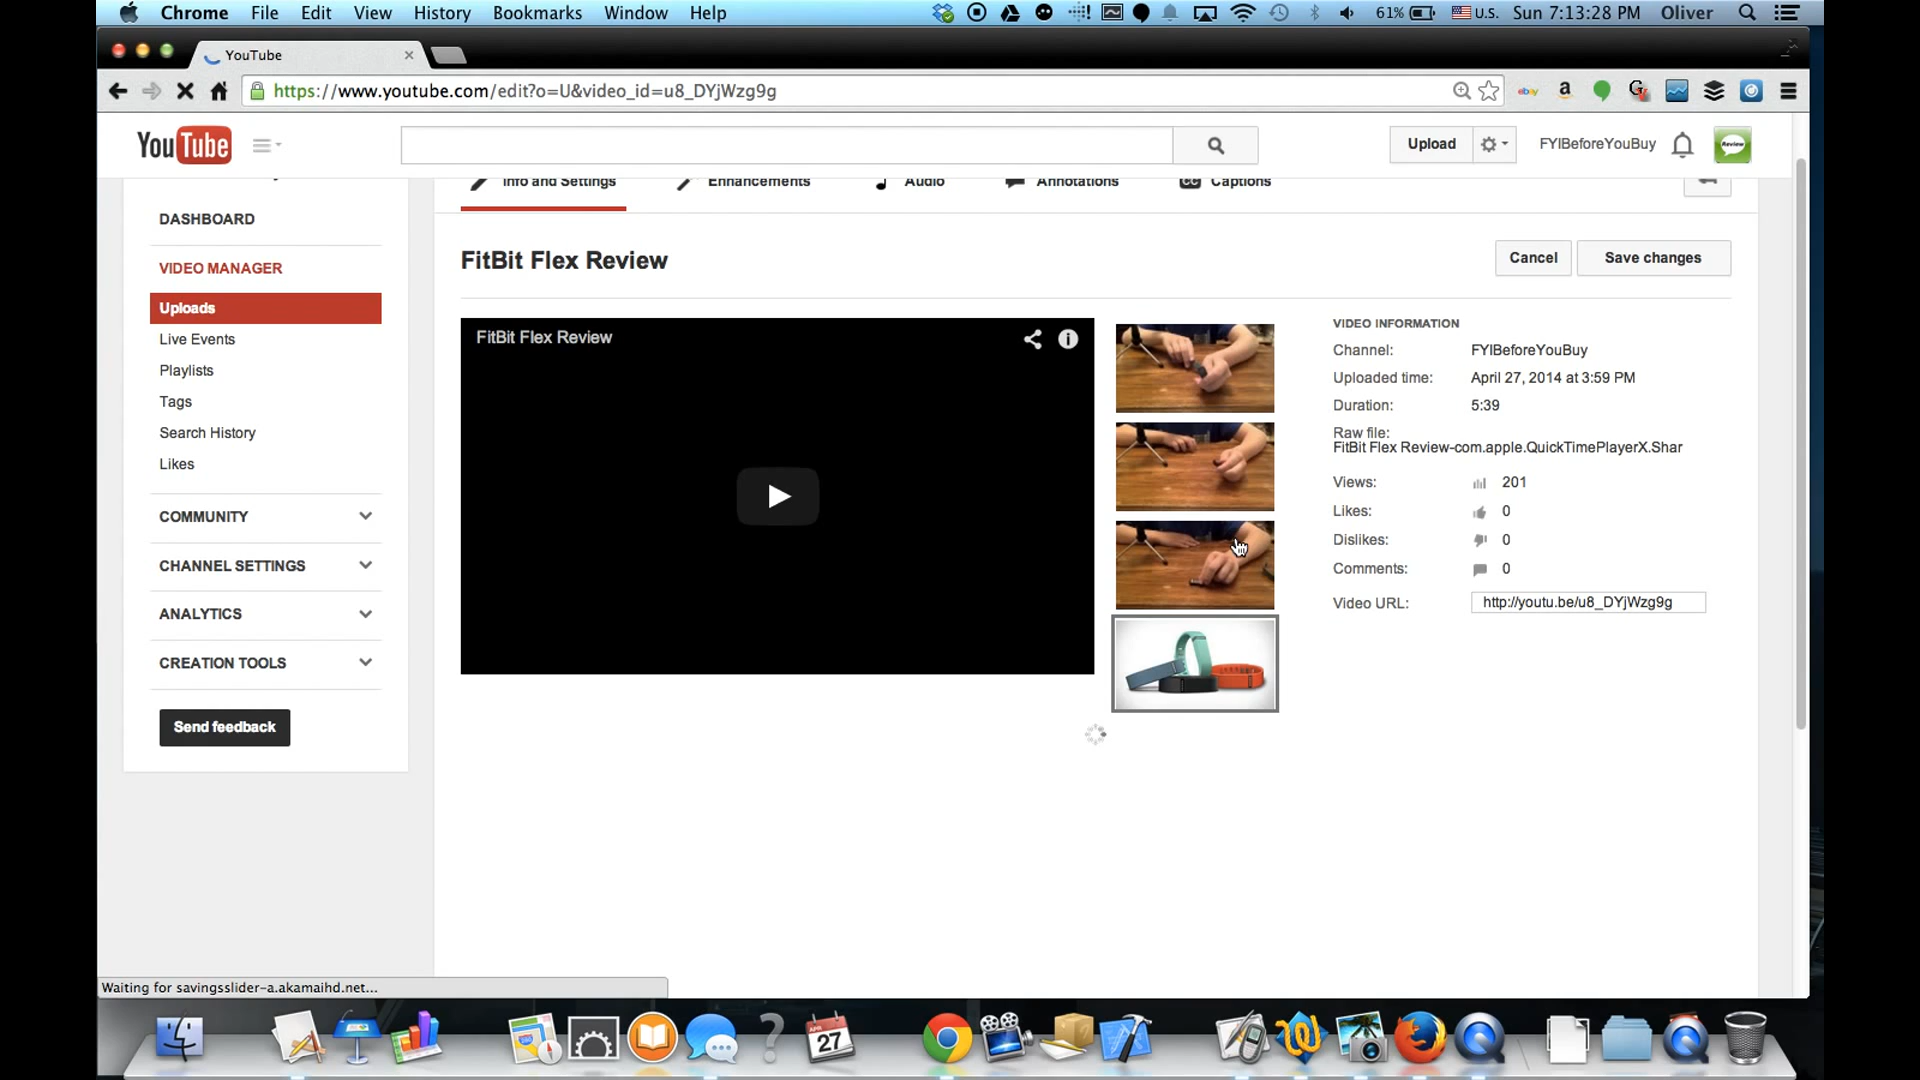 Chrome File Edit View History Bookmarks Window Help 61% U.S. Sun 7:13:28 PM Oliver
YouTube
https://www.youtube.com/edit?o=U&video_id=u8_DYjWzg9g
ebay a
YouTube
Upload
FYIBeforeYouBuy
Review
Info and Settings
Enhancements
Audio
Annotations
CC Captions
DASHBOARD
VIDEO MANAGER
Uploads
Live Events
Playlists
Tags
Search History
Likes
COMMUNITY
CHANNEL SETTINGS
ANALYTICS
CREATION TOOLS
Send feedback
FitBit Flex Review
Cancel
Save changes
FitBit Flex Review
VIDEO INFORMATION
Channel: FYIBeforeYouBuy
Uploaded time: April 27, 2014 at 3:59 PM
Duration: 5:39
Raw file:
FitBit Flex Review-com.apple.QuickTimePlayerX.Shar
Views: 201
Likes: 0
Dislikes: 0
Comments: 0
Video URL: http://youtu.be/u8_DYjWzg9g
Waiting for savingsslider-a.akamaihd.net...
APR
27